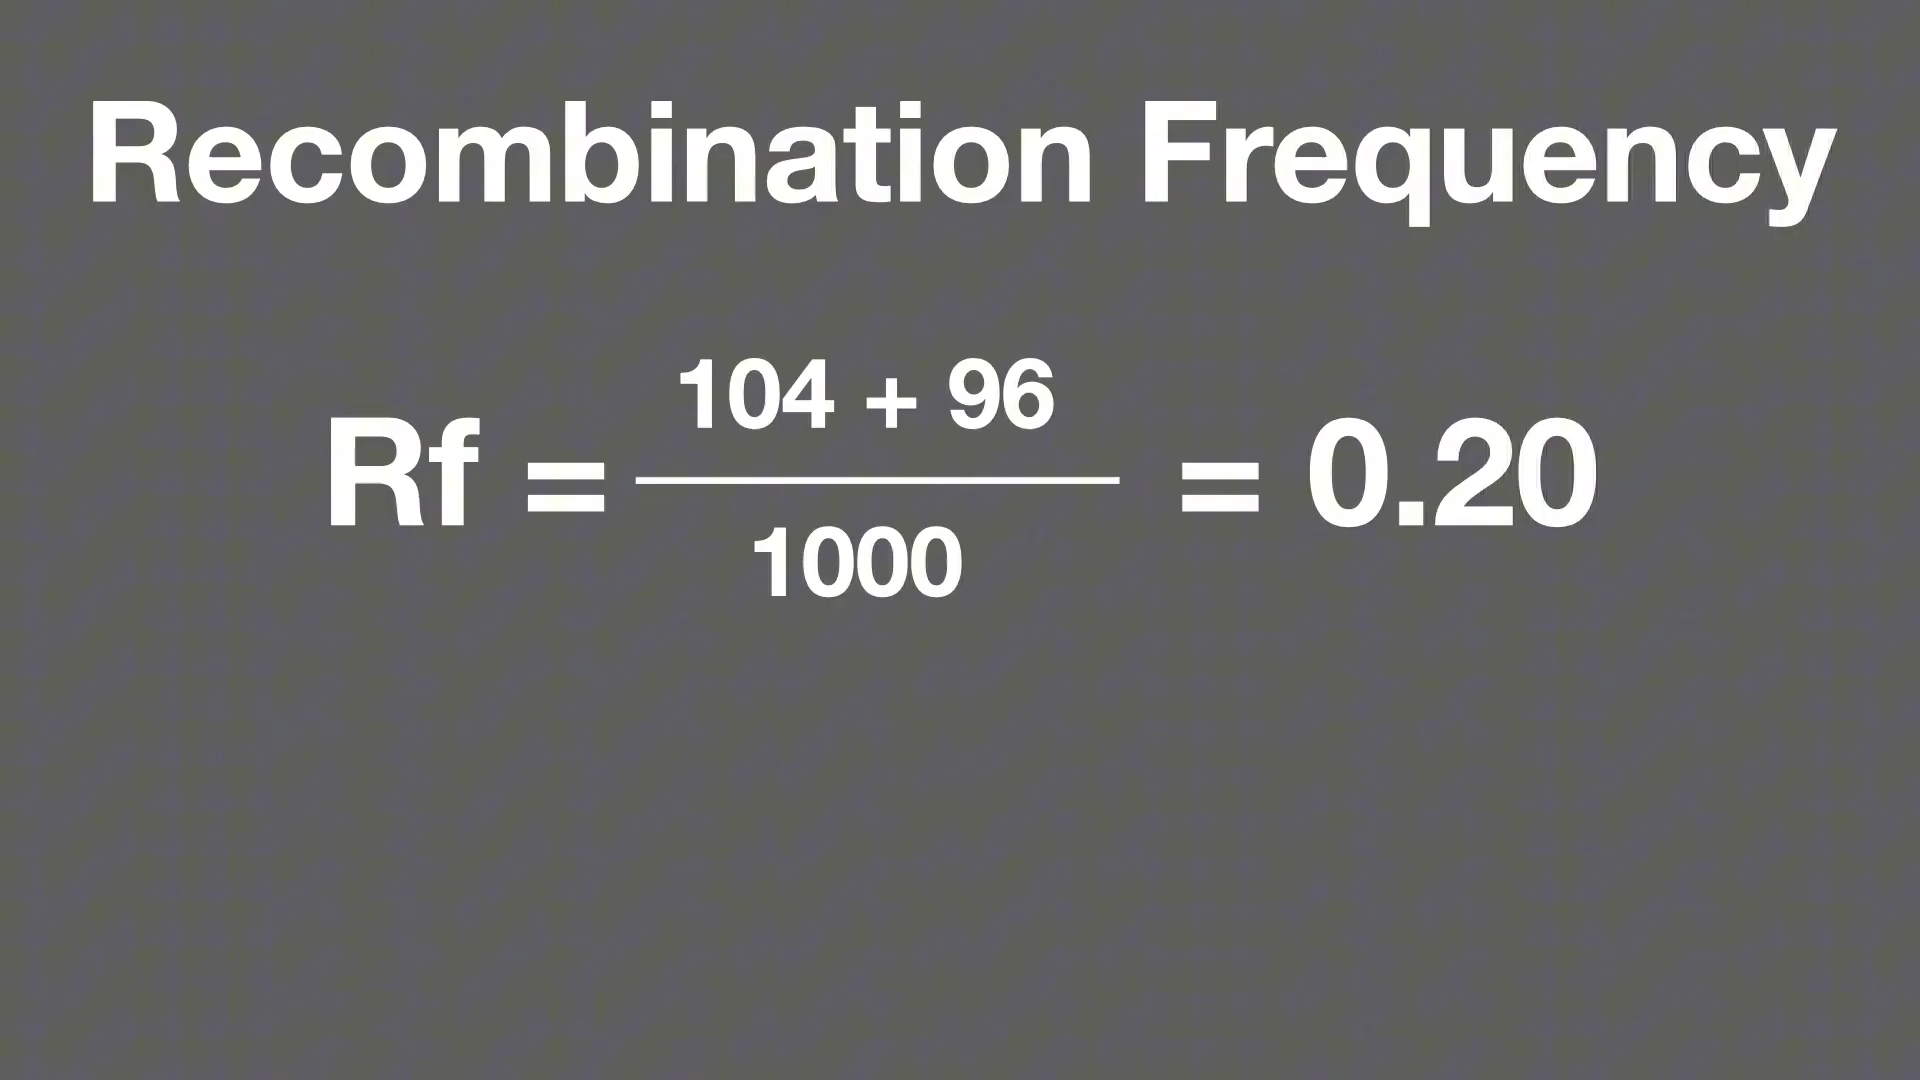 Recombination Frequency
104 + 96
Rf = = 0.20
1000